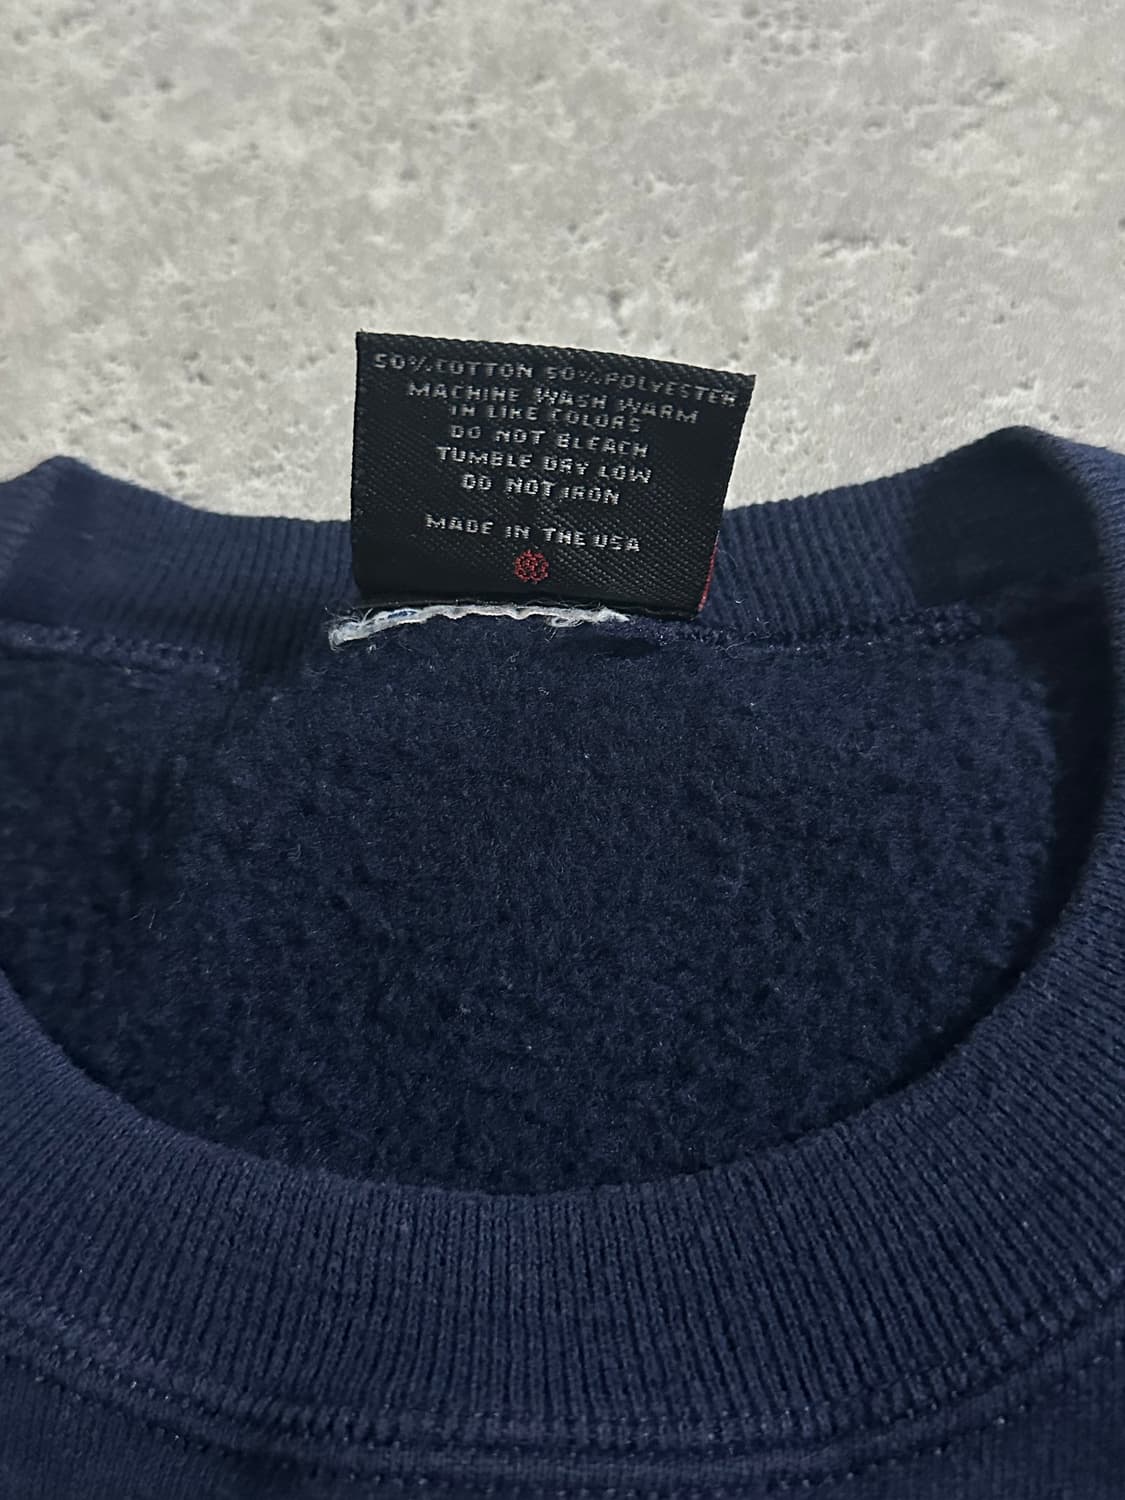 50% COTTON 50% POLYESTER
MACHINE WASH WARM
IN LIKE COLORS
DO NOT BLEACH
TUMBLE DRY LOW
DO NOT IRON
MADE IN THE USA